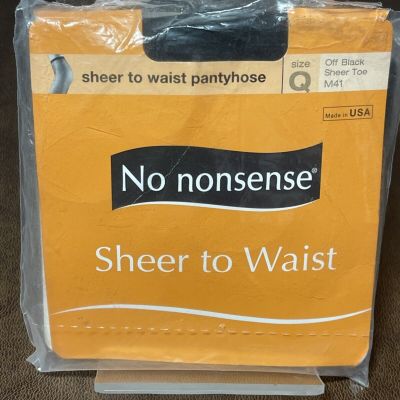 sheer to waist pantyhose
size
Q
Off Black
Sheer Toe
M41
Made in USA
No nonsense®
Sheer to Waist